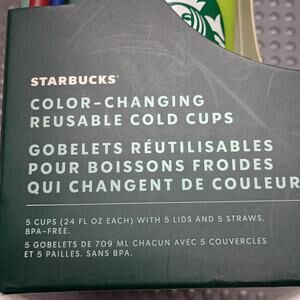 STARBUCKS®
COLOR-CHANGING
REUSABLE COLD CUPS
GOBELETS RÉUTILISABLES
POUR BOISSONS FROIDES
QUI CHANGENT DE COULEUR
5 CUPS (24 FL OZ EACH) WITH 5 LIDS AND 5 STRAWS.
BPA-FREE.
5 GOBELETS DE 709 ML CHACUN AVEC 5 COUVERCLES
ET 5 PAILLES. SANS BPA.